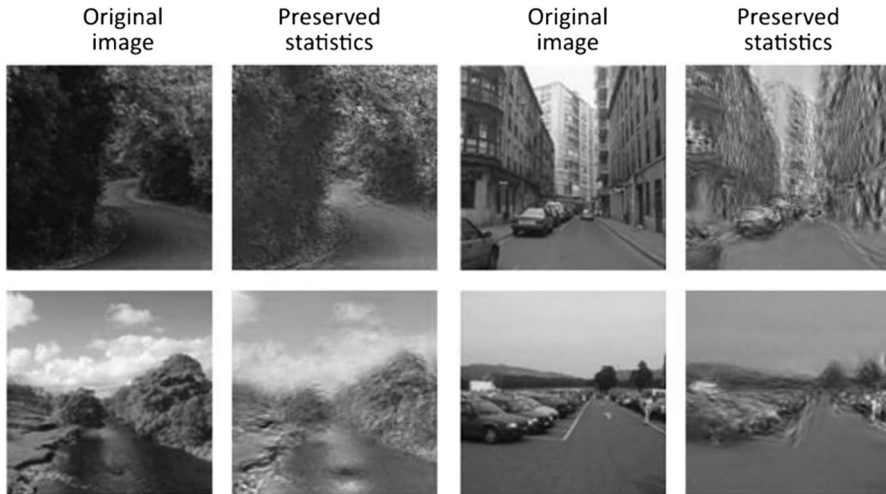 Original
image
Preserved
statistics
Original
image
Preserved
statistics